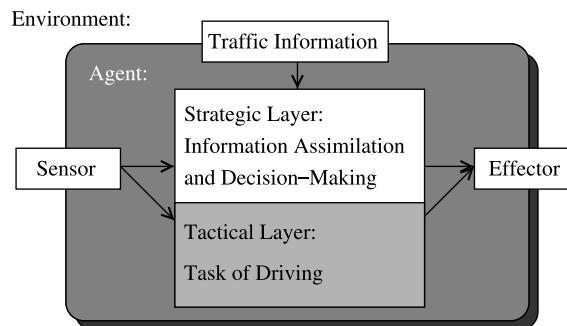 Environment:
Traffic Information
Agent:
Strategic Layer:
Information Assimilation
and Decision−Making
Sensor
Effector
Tactical Layer:
Task of Driving